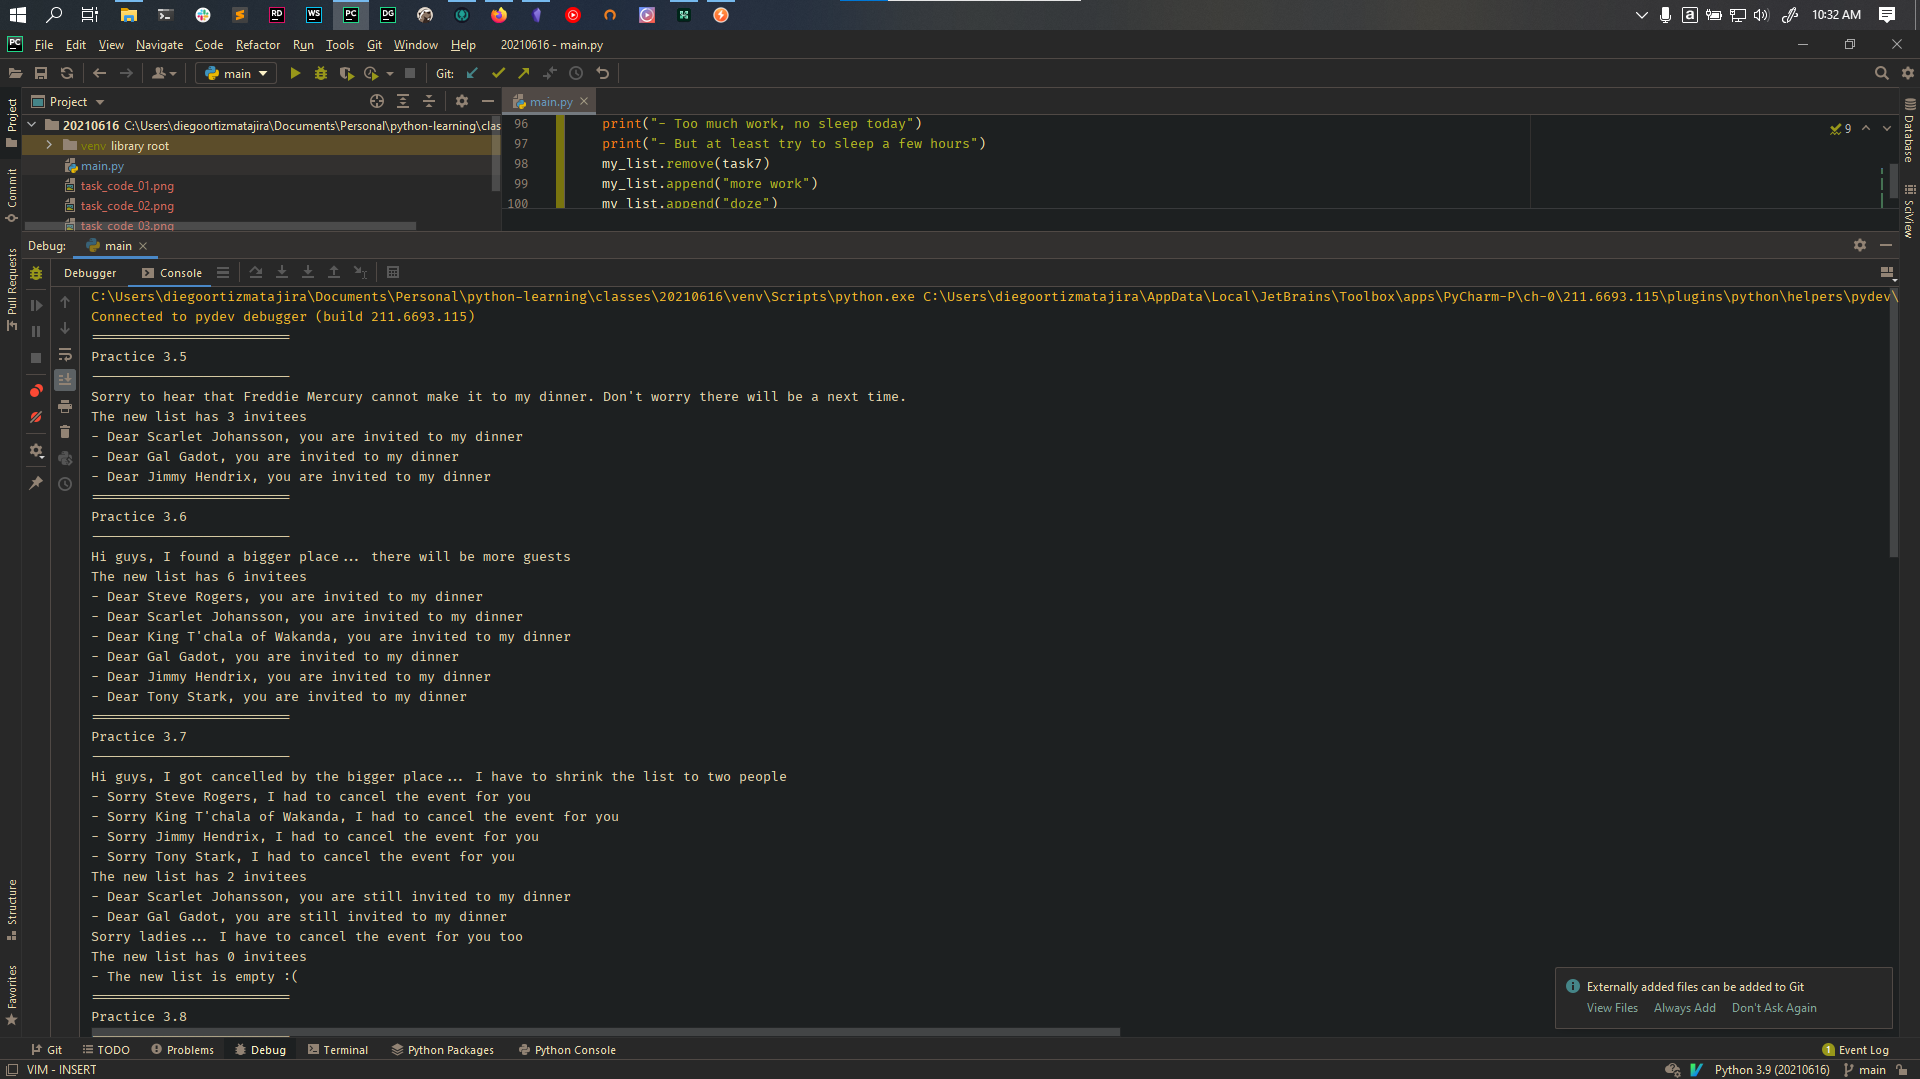 RD WS PC DG a 10:32 AM
PC File Edit View Navigate Code Refactor Run Tools Git Window Help 20210616 - main.py
main Git:
Project main.py
20210616 C:\Users\diegoortizmatajira\Documents\Personal\python-learning\clas
venv library root
main.py
task_code_01.png
task_code_02.png
task_code_03.png
96 print("- Too much work, no sleep today")
97 print("- But at least try to sleep a few hours")
98 my_list.remove(task7)
99 my_list.append("more work")
100 my_list.append("doze")
9
Project
Commit
Pull Requests
Structure
Favorites
Database
SciView
Debug: main
Debugger Console
C:\Users\diegoortizmatajira\Documents\Personal\python-learning\classes\20210616\venv\Scripts\python.exe C:\Users\diegoortizmatajira\AppData\Local\JetBrains\Toolbox\apps\PyCharm-P\ch-0\211.6693.115\plugins\python\helpers\pydev\
Connected to pydev debugger (build 211.6693.115)
=========================
Practice 3.5
-------------------------
Sorry to hear that Freddie Mercury cannot make it to my dinner. Don't worry there will be a next time.
The new list has 3 invitees
- Dear Scarlet Johansson, you are invited to my dinner
- Dear Gal Gadot, you are invited to my dinner
- Dear Jimmy Hendrix, you are invited to my dinner
=========================
Practice 3.6
-------------------------
Hi guys, I found a bigger place... there will be more guests
The new list has 6 invitees
- Dear Steve Rogers, you are invited to my dinner
- Dear Scarlet Johansson, you are invited to my dinner
- Dear King T'chala of Wakanda, you are invited to my dinner
- Dear Gal Gadot, you are invited to my dinner
- Dear Jimmy Hendrix, you are invited to my dinner
- Dear Tony Stark, you are invited to my dinner
=========================
Practice 3.7
-------------------------
Hi guys, I got cancelled by the bigger place... I have to shrink the list to two people
- Sorry Steve Rogers, I had to cancel the event for you
- Sorry King T'chala of Wakanda, I had to cancel the event for you
- Sorry Jimmy Hendrix, I had to cancel the event for you
- Sorry Tony Stark, I had to cancel the event for you
The new list has 2 invitees
- Dear Scarlet Johansson, you are still invited to my dinner
- Dear Gal Gadot, you are still invited to my dinner
Sorry ladies... I have to cancel the event for you too
The new list has 0 invitees
- The new list is empty :(
=========================
Practice 3.8
Externally added files can be added to Git
View Files Always Add Don't Ask Again
Git TODO Problems Debug Terminal Python Packages Python Console 1 Event Log
VIM - INSERT Python 3.9 (20210616) main